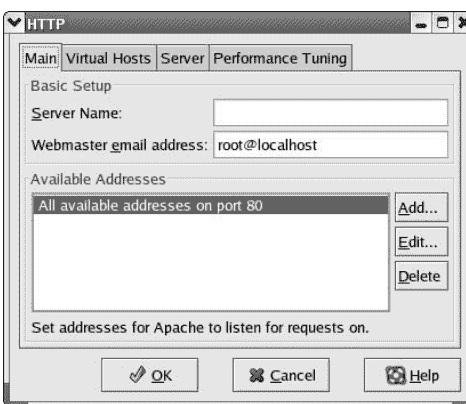 HTTP
Main Virtual Hosts Server Performance Tuning
Basic Setup
Server Name:
Webmaster email address: root@localhost
Available Addresses
All available addresses on port 80
Add...
Edit...
Delete
Set addresses for Apache to listen for requests on.
OK Cancel Help